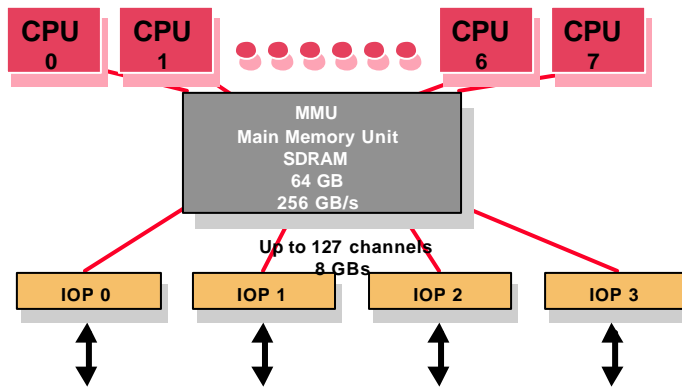 CPU
0
CPU
1
CPU
6
CPU
7
MMU
Main Memory Unit
SDRAM
64 GB
256 GB/s
Up to 127 channels
8 GBs
IOP 0
IOP 1
IOP 2
IOP 3